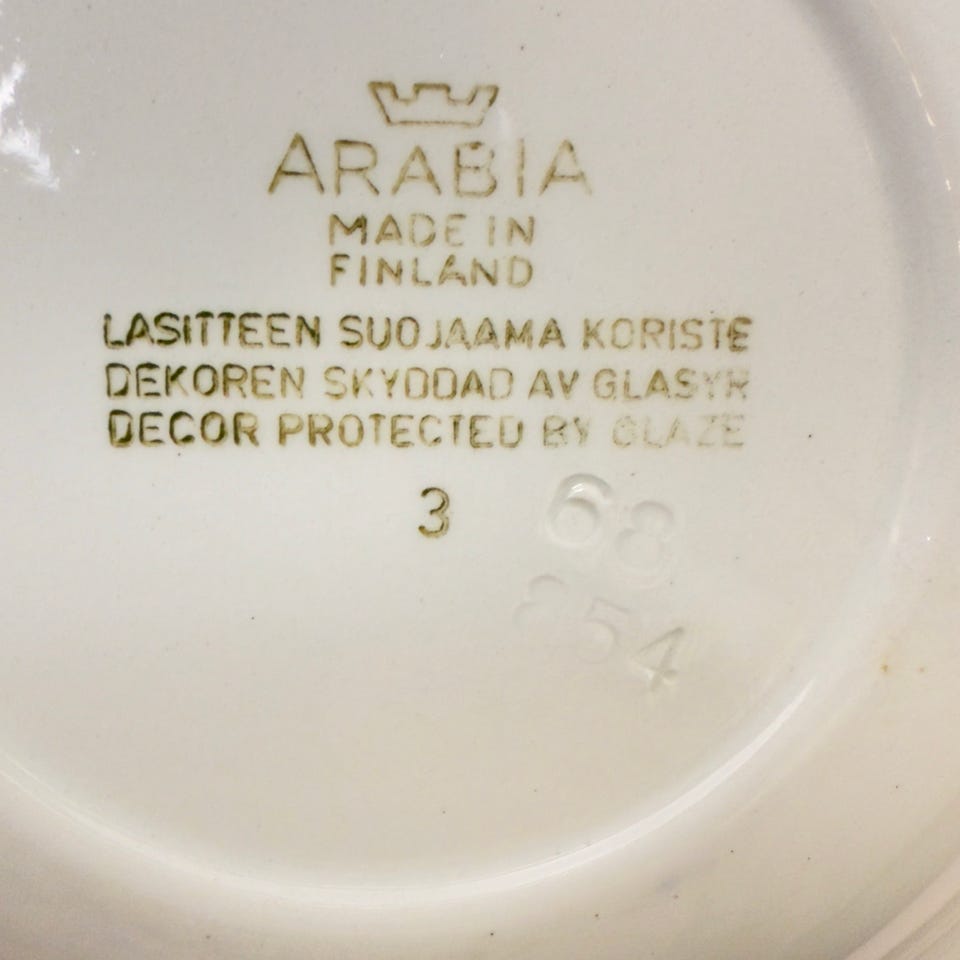 ARABIA
MADE IN
FINLAND
LASITTEEN SUOJAAMA KORISTE
DEKOREN SKYDDAD AV GLASYR
DECOR PROTECTED BY GLAZE
3
68
854